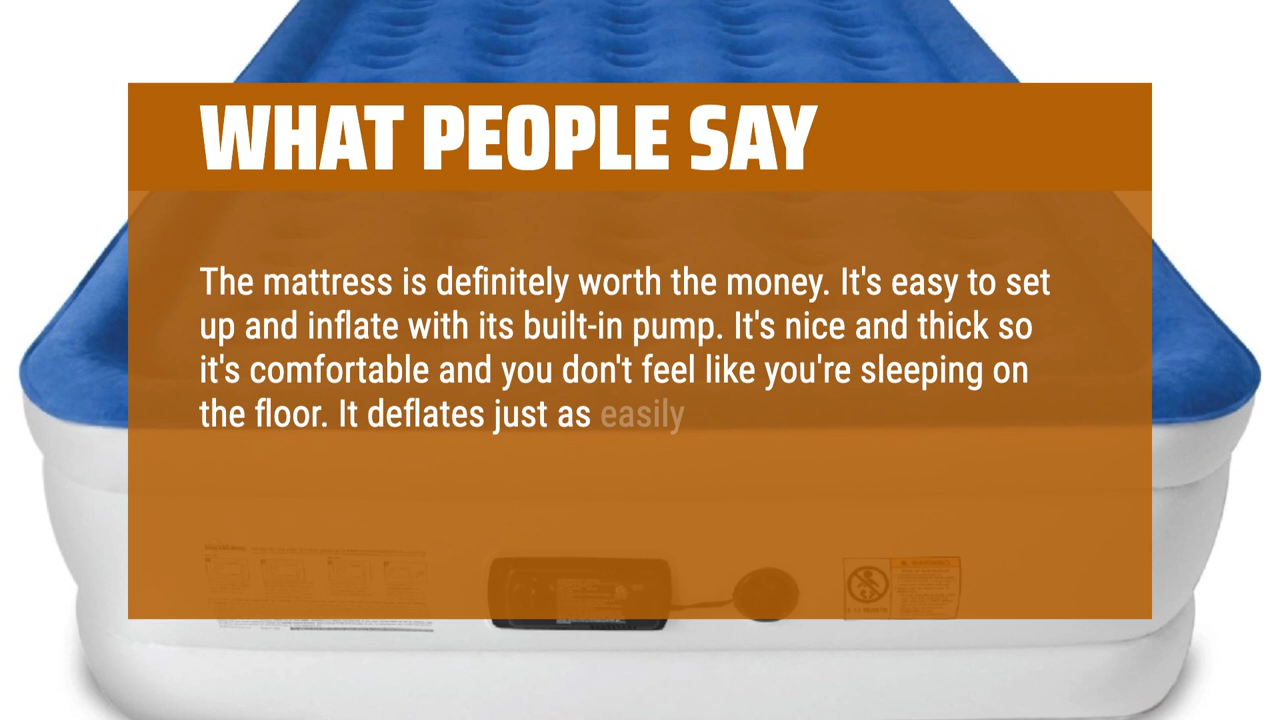 WHAT PEOPLE SAY
The mattress is definitely worth the money. It's easy to set
up and inflate with its built-in pump. It's nice and thick so
it's comfortable and you don't feel like you're sleeping on
the floor. It deflates just as easily